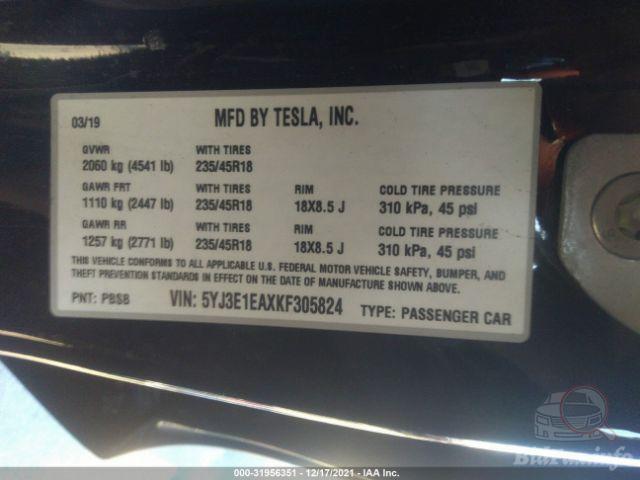 03/19 MFD BY TESLA, INC.
GVWR WITH TIRES
2060 kg (4541 lb) 235/45R18
GAWR FRT WITH TIRES RIM COLD TIRE PRESSURE
1110 kg (2447 lb) 235/45R18 18X8.5 J 310 kPa, 45 psi
GAWR RR WITH TIRES RIM COLD TIRE PRESSURE
1257 kg (2771 lb) 235/45R18 18X8.5 J 310 kPa, 45 psi
THIS VEHICLE CONFORMS TO ALL APPLICABLE U.S. FEDERAL MOTOR VEHICLE SAFETY, BUMPER, AND
THEFT PREVENTION STANDARDS IN EFFECT ON THE DATE OF MANUFACTURE SHOWN ABOVE.
PNT: PBSB VIN: 5YJ3E1EAXKF305824 TYPE: PASSENGER CAR
000-31956351 - 12/17/2021 - IAA Inc.